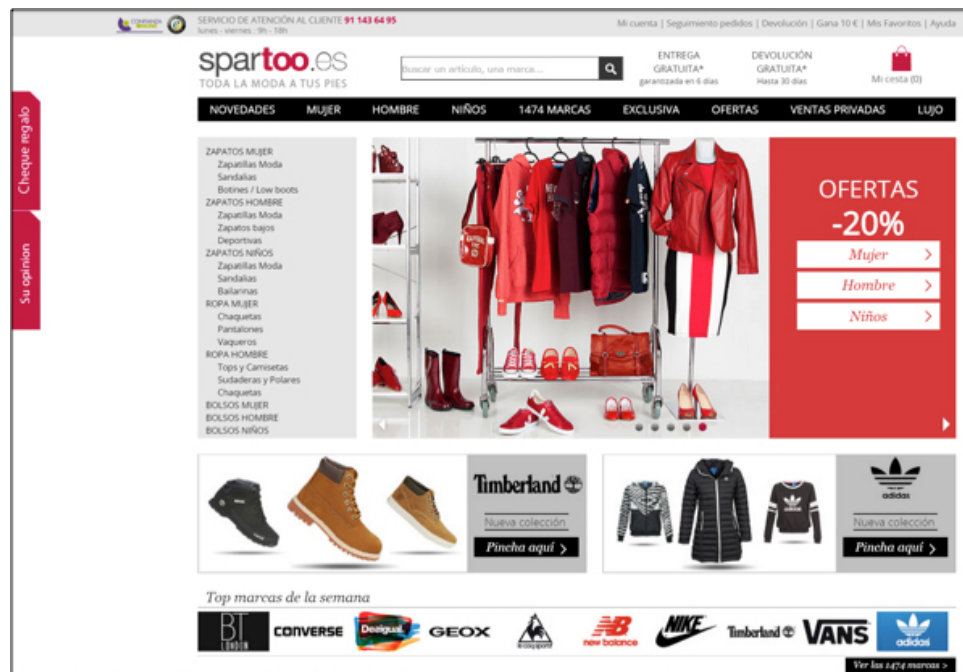 CONFIANZA ONLINE
SERVICIO DE ATENCIÓN AL CLIENTE 91 143 64 95
lunes - viernes : 9h - 18h
Mi cuenta | Seguimiento pedidos | Devolución | Gana 10 € | Mis Favoritos | Ayuda
spartoo.es
TODA LA MODA A TUS PIES
Buscar un artículo, una marca...
ENTREGA
GRATUITA*
garantizada en 6 días
DEVOLUCIÓN
GRATUITA*
Hasta 30 días
Mi cesta (0)
NOVEDADES MUJER HOMBRE NIÑOS 1474 MARCAS EXCLUSIVA OFERTAS VENTAS PRIVADAS LUJO
Cheque regalo
Su opinion
ZAPATOS MUJER
Zapatillas Moda
Sandalias
Botines / Low boots
ZAPATOS HOMBRE
Zapatillas Moda
Zapatos bajos
Deportivas
ZAPATOS NIÑOS
Zapatillas Moda
Sandalias
Bailarinas
ROPA MUJER
Chaquetas
Pantalones
Vaqueros
ROPA HOMBRE
Tops y Camisetas
Sudaderas y Polares
Chaquetas
BOLSOS MUJER
BOLSOS HOMBRE
BOLSOS NIÑOS
OFERTAS
-20%
Mujer
Hombre
Niños
Timberland
Nueva colección
Pincha aquí
adidas
Nueva colección
Pincha aquí
Top marcas de la semana
BT
LONDON
CONVERSE
Desigual
GEOX
le coq sportif
new balance
NIKE
Timberland
VANS
adidas
Ver las 1474 marcas >